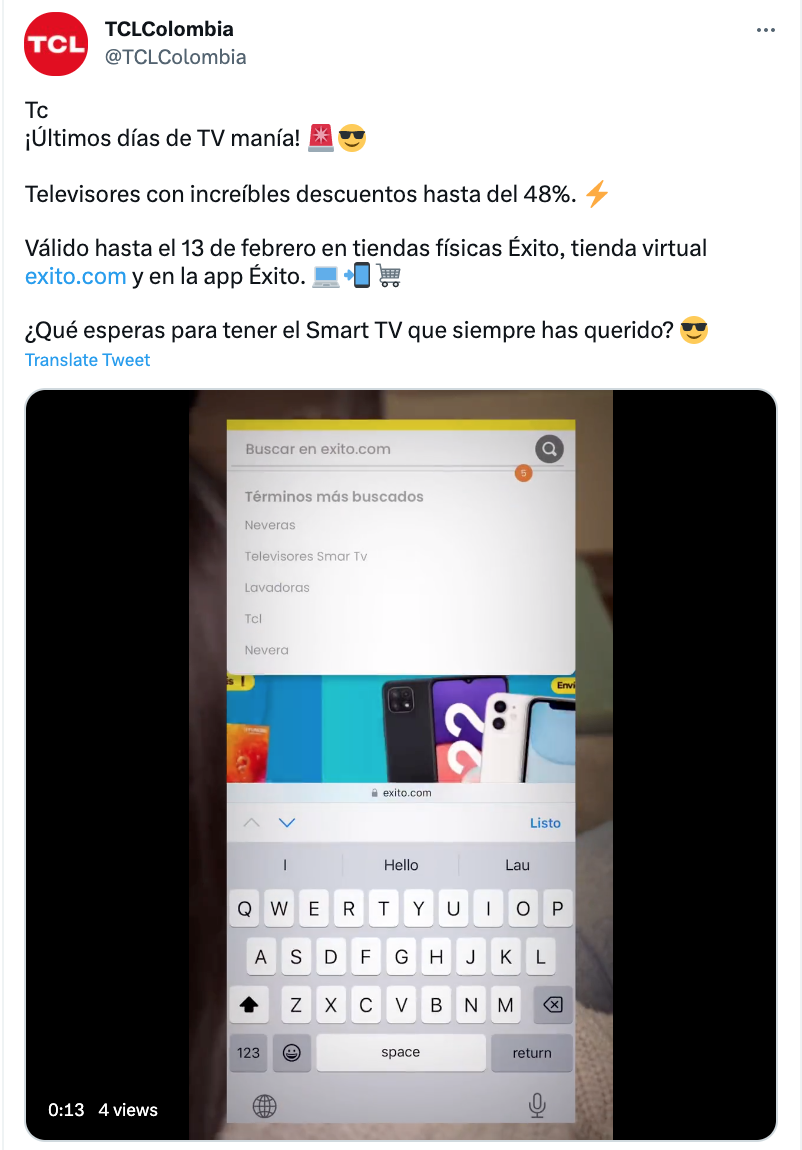 TCL
TCLColombia
@TCLColombia
Tc
¡Últimos días de TV manía! 🚨😎
Televisores con increíbles descuentos hasta del 48%. ⚡
Válido hasta el 13 de febrero en tiendas físicas Éxito, tienda virtual
exito.com y en la app Éxito. 💻📲🛒
¿Qué esperas para tener el Smart TV que siempre has querido? 😎
Translate Tweet
Buscar en exito.com
5
Términos más buscados
Neveras
Televisores Smar Tv
Lavadoras
Tcl
Nevera
is !
Envi
22
exito.com
Listo
I Hello Lau
Q W E R T Y U I O P
A S D F G H J K L
Z X C V B N M
123 space return
0:13 4 views